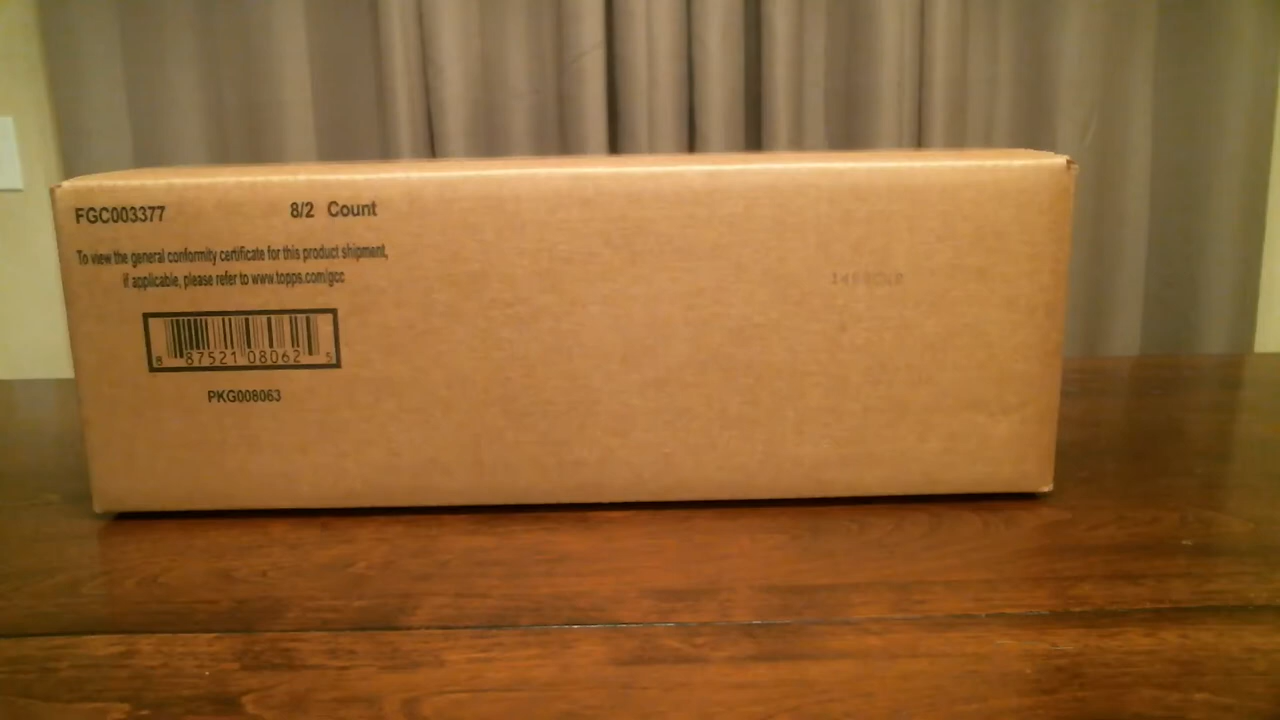 FGC003377 8/2 Count
To view the general conformity certificate for this product shipment,
if applicable, please refer to www.topps.com/gcc
8 87521 08062 5
PKG008063